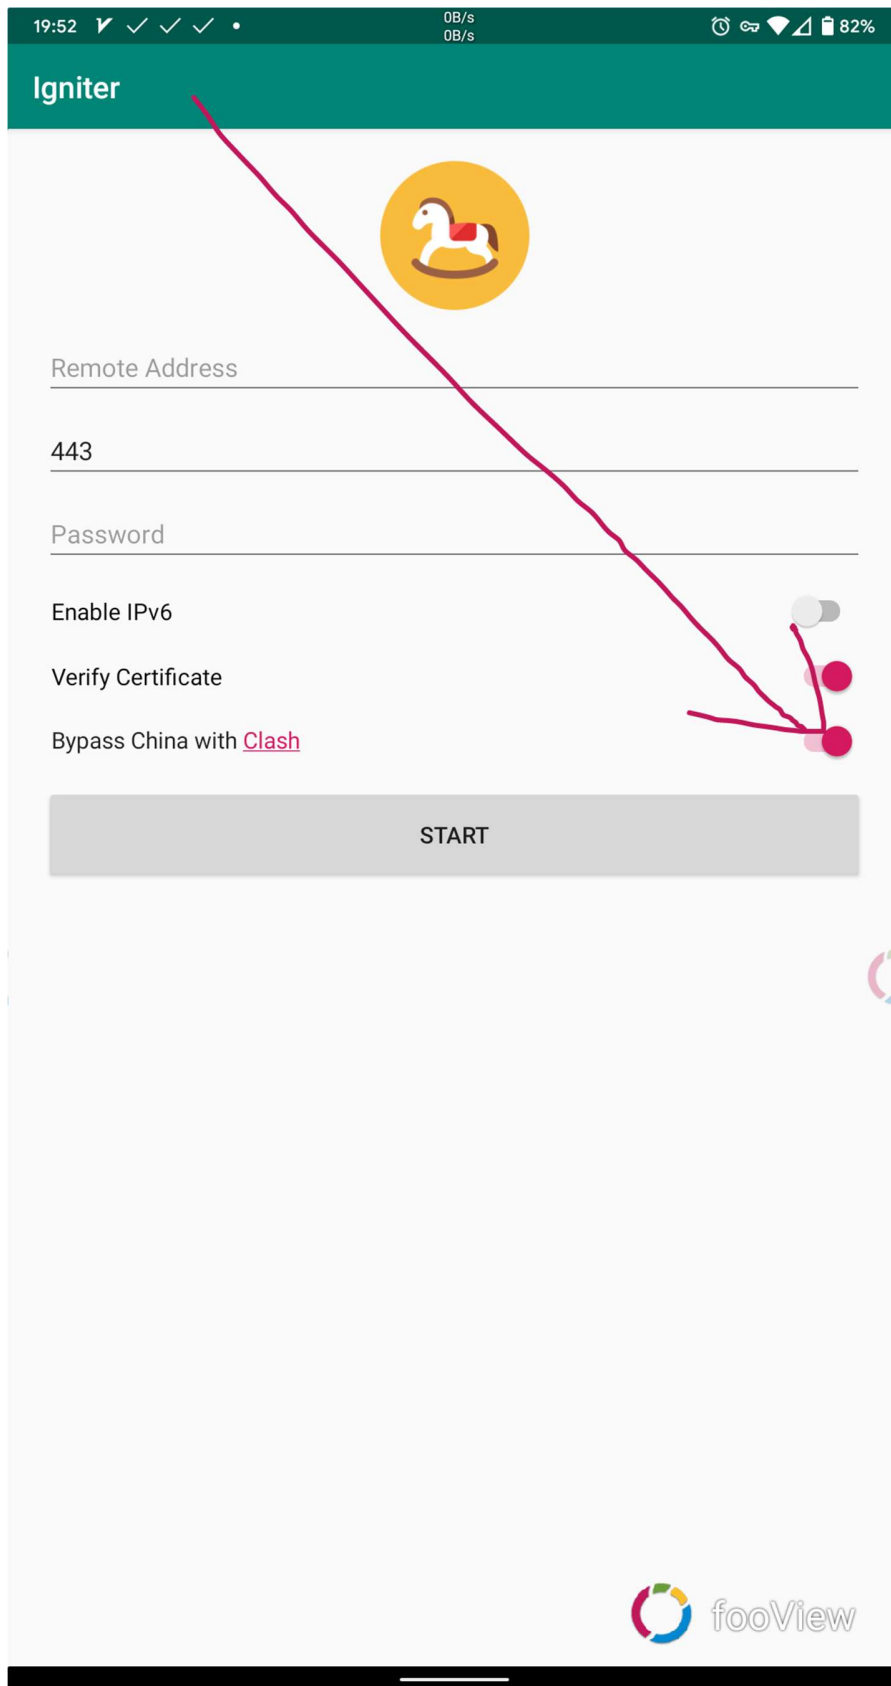 19:52
0B/s
0B/s
82%
Igniter
Remote Address
443
Password
Enable IPv6
Verify Certificate
Bypass China with Clash
START
fooView